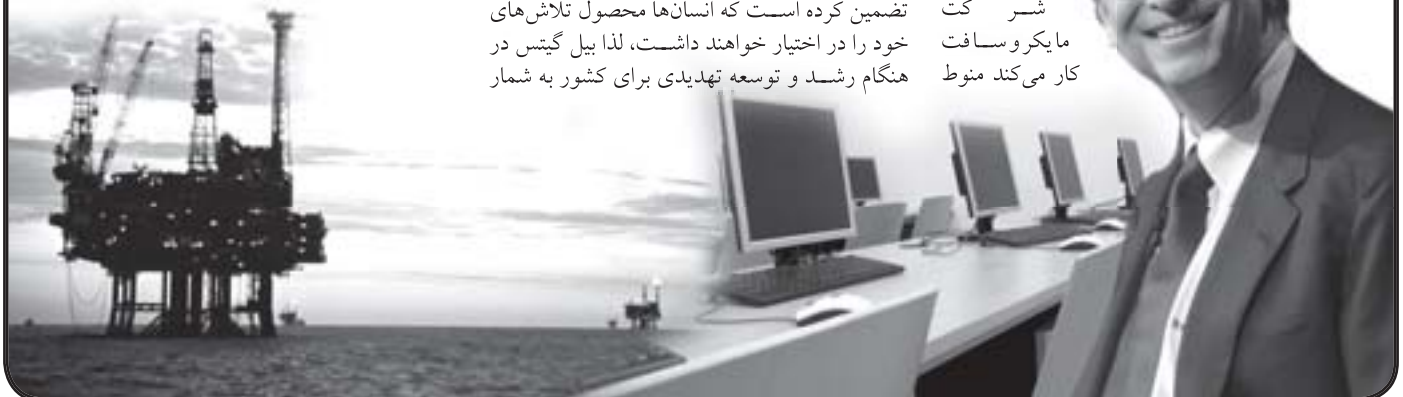 شرکت
مایکروسافت
کار می‌کند منوط
تضمین کرده است که انسان‌ها محصول تلاش‌های
خود را در اختیار خواهند داشت، لذا بیل گیتس در
هنگام رشد و توسعه تهدیدی برای کشور به شمار